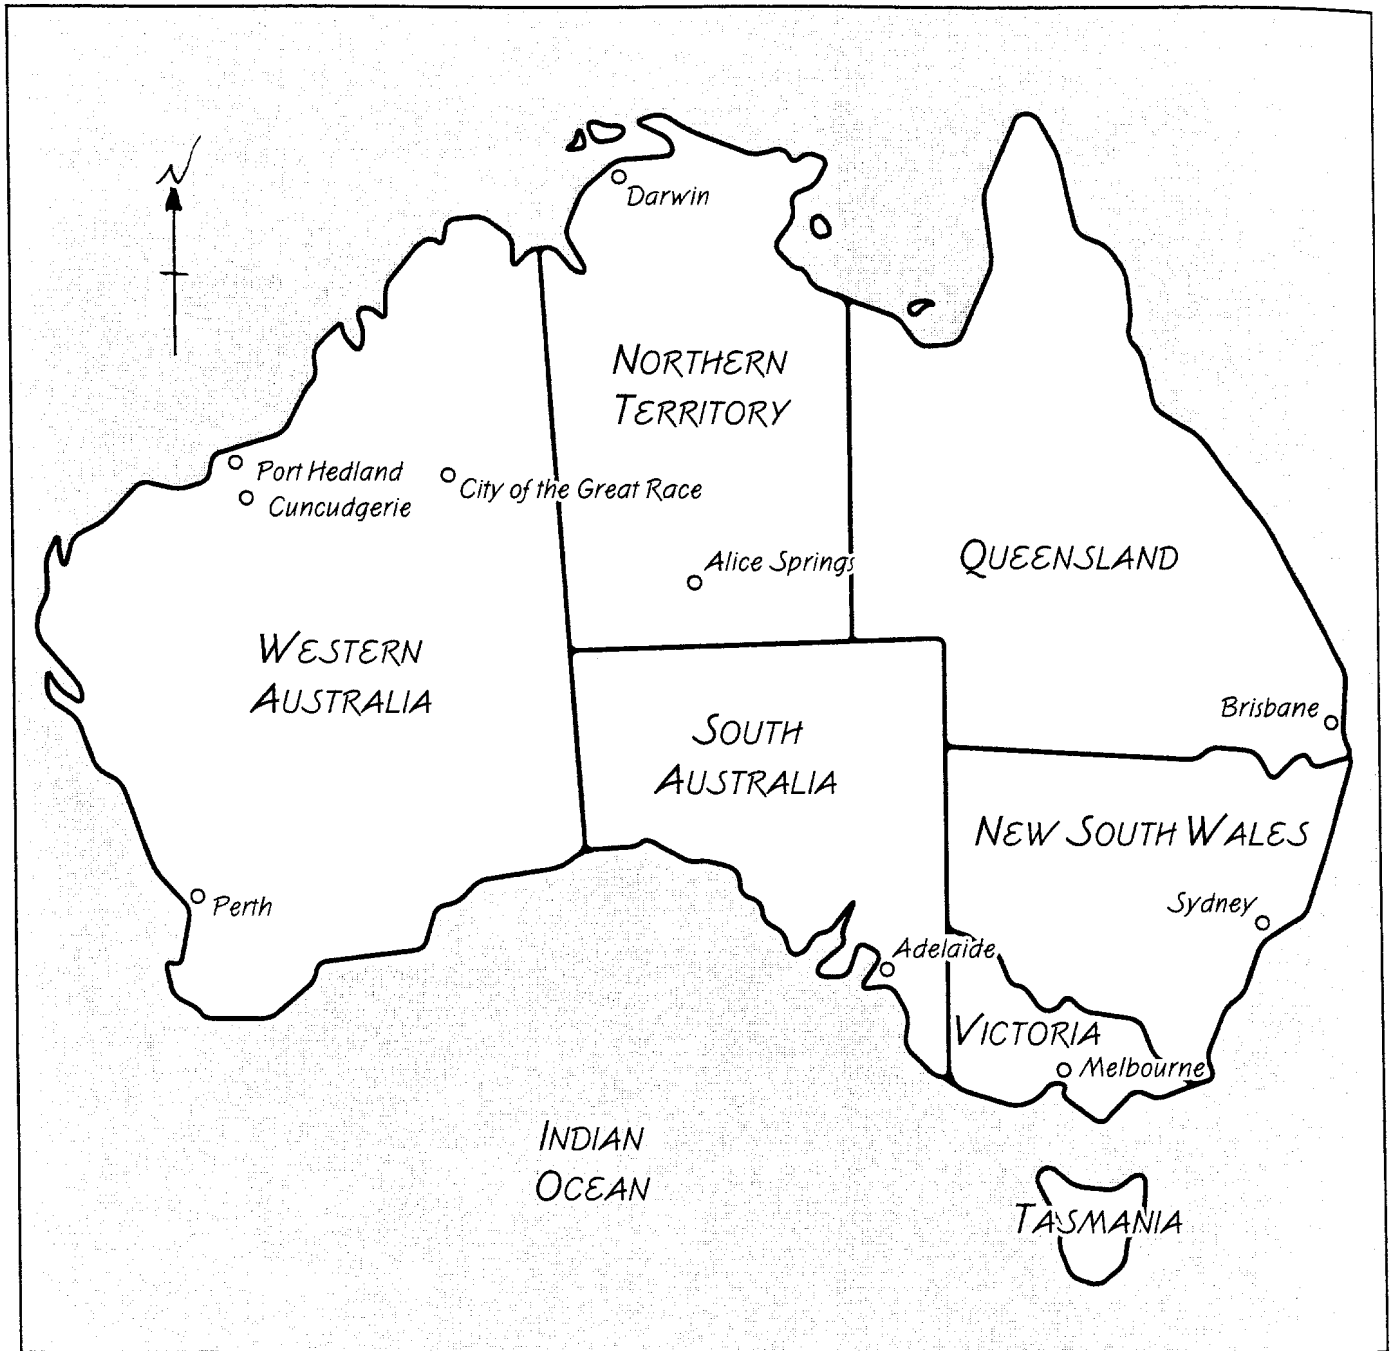 N
Darwin
NORTHERN
TERRITORY
Port Hedland
City of the Great Race
Cuncudgerie
Alice Springs
QUEENSLAND
WESTERN
AUSTRALIA
Brisbane
SOUTH
AUSTRALIA
NEW SOUTH WALES
Perth
Sydney
Adelaide
VICTORIA
Melbourne
INDIAN
OCEAN
TASMANIA